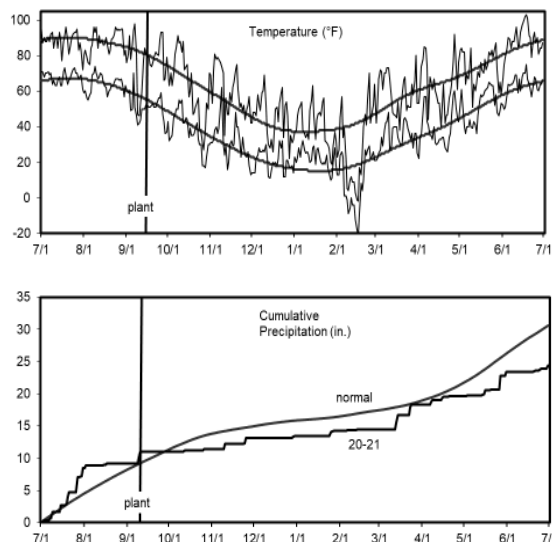 100
80
60
40
20
0
-20
Temperature (°F)
plant
7/1 8/1 9/1 10/1 11/1 12/1 1/1 2/1 3/1 4/1 5/1 6/1 7/1
35
30
25
20
15
10
5
0
Cumulative
Precipitation (in.)
normal
20-21
plant
7/1 8/1 9/1 10/1 11/1 12/1 1/1 2/1 3/1 4/1 5/1 6/1 7/